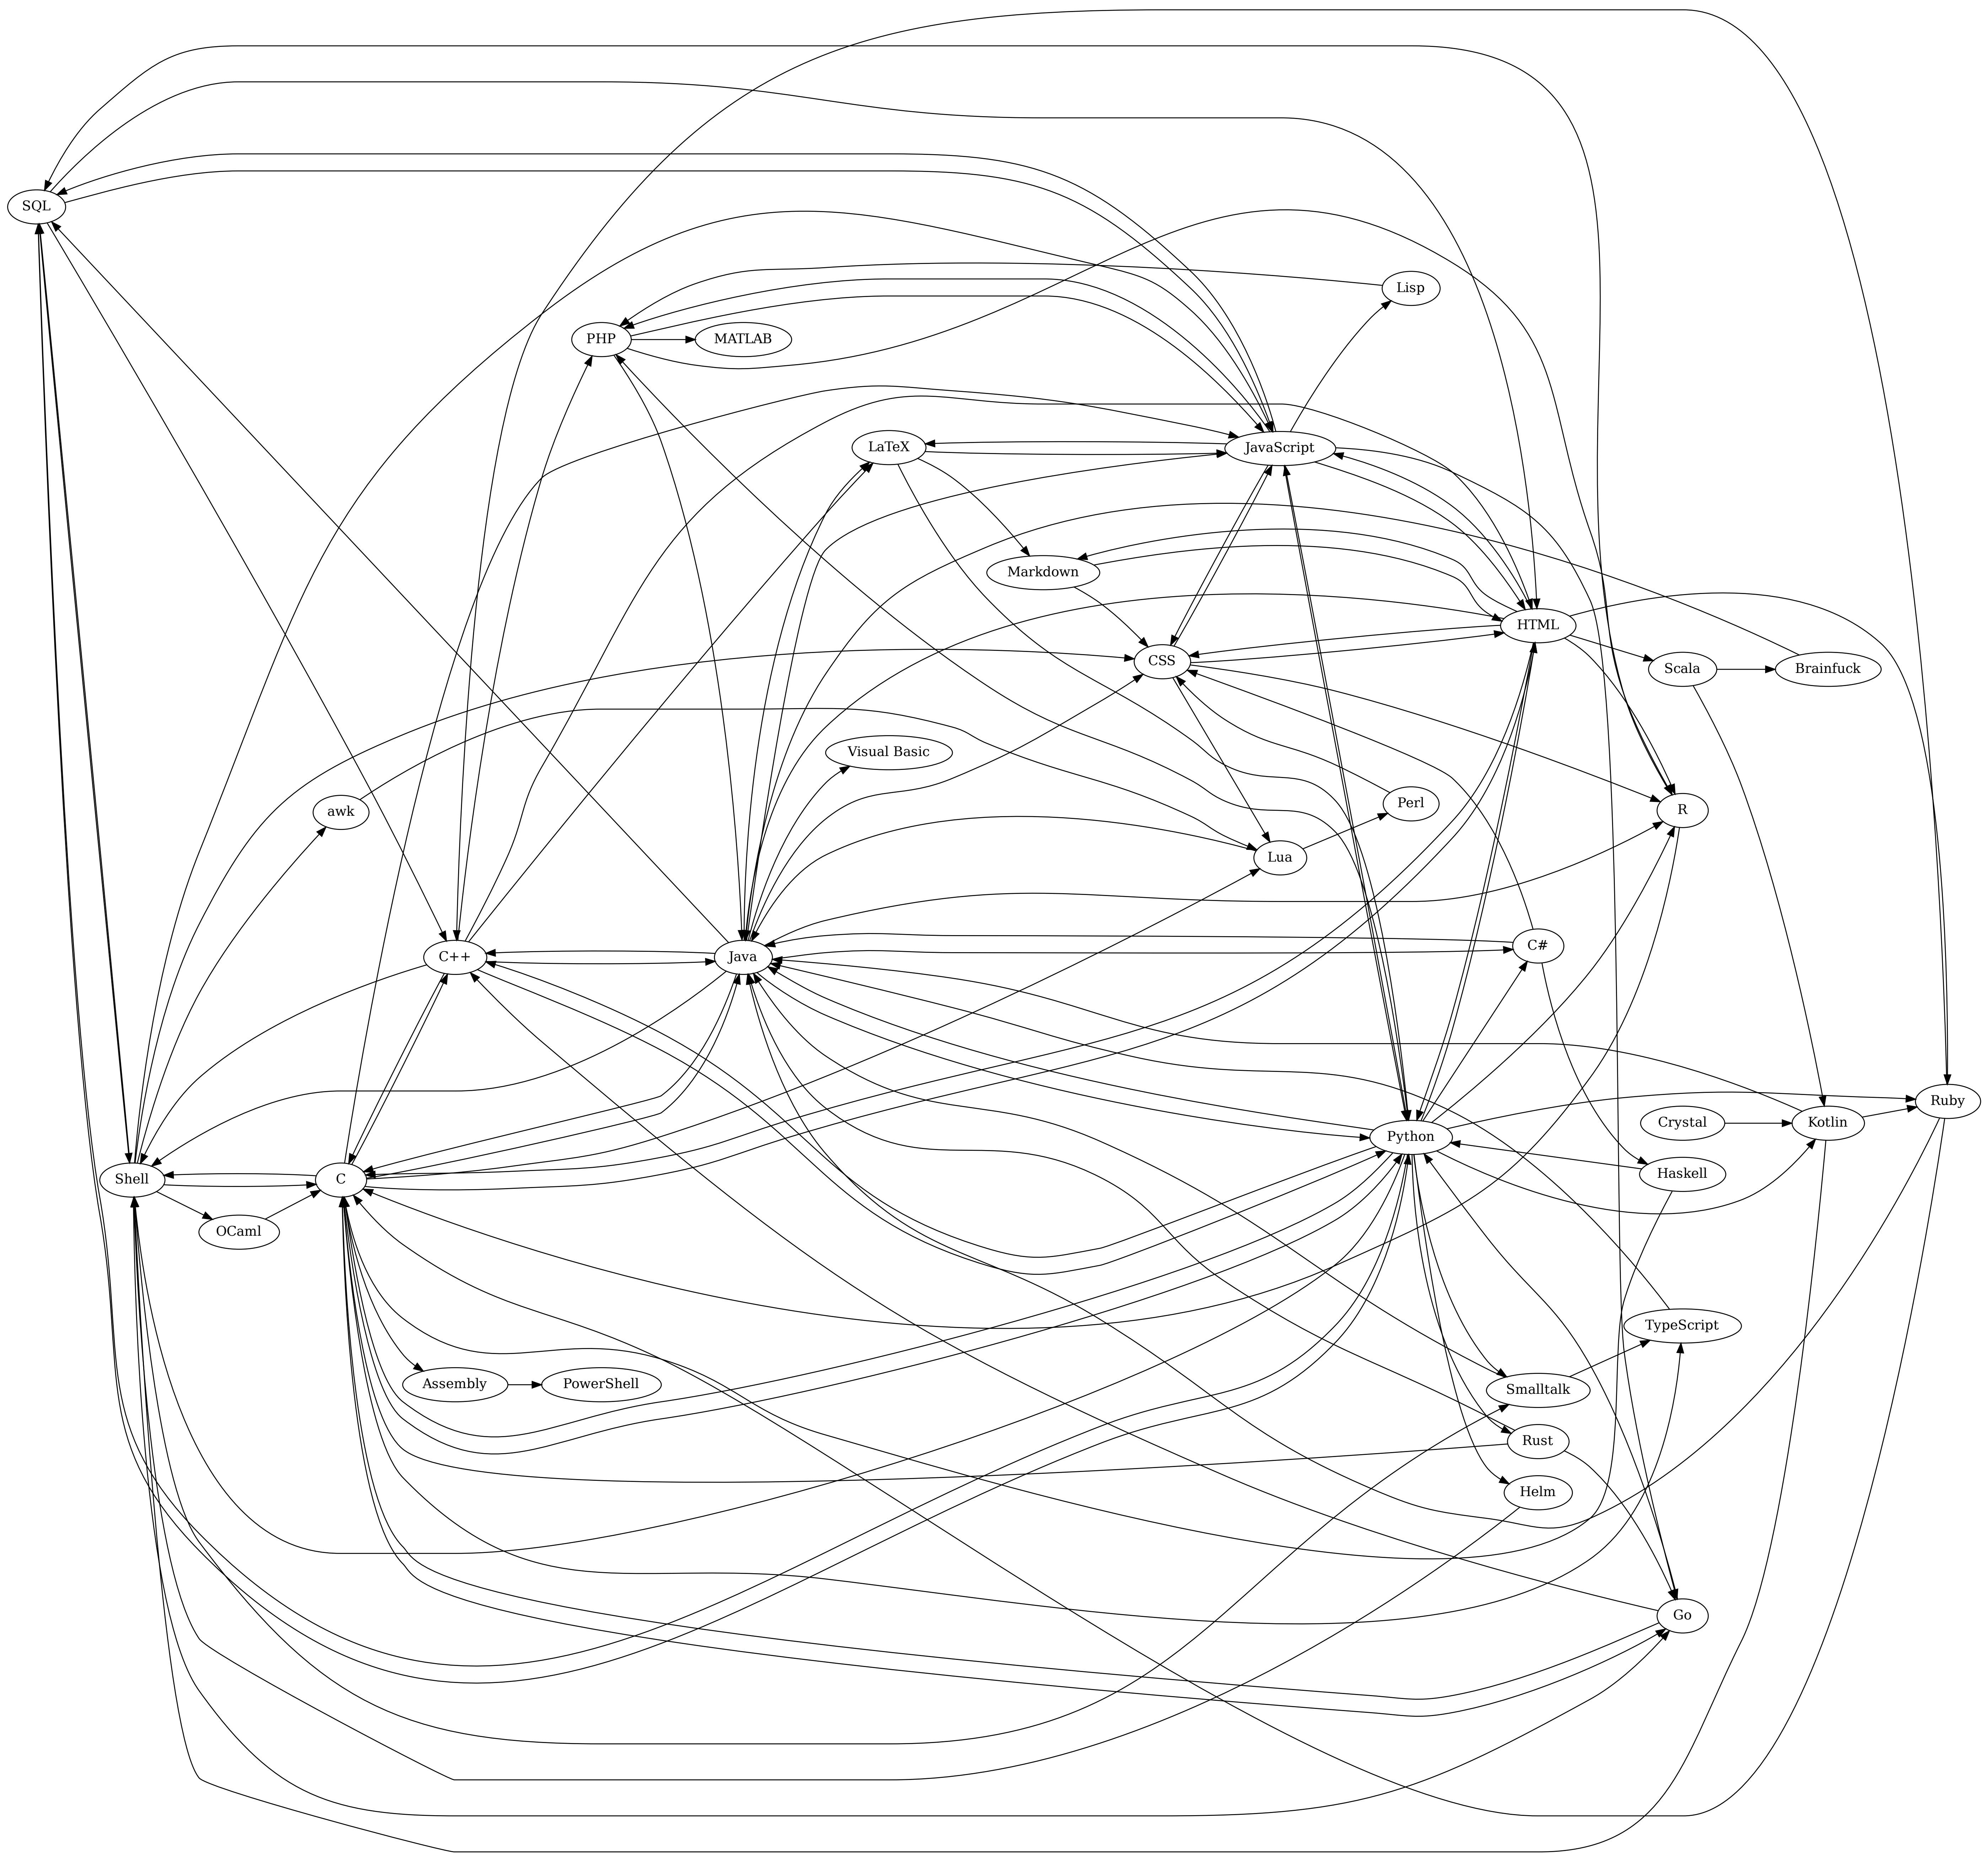 SQL
Lisp
PHP
MATLAB
LaTeX
JavaScript
Markdown
HTML
CSS
Scala
Brainfuck
Visual Basic
awk
Perl
R
Lua
C++
Java
C#
Ruby
Crystal
Kotlin
Python
Shell
C
Haskell
OCaml
TypeScript
Assembly
PowerShell
Smalltalk
Rust
Helm
Go